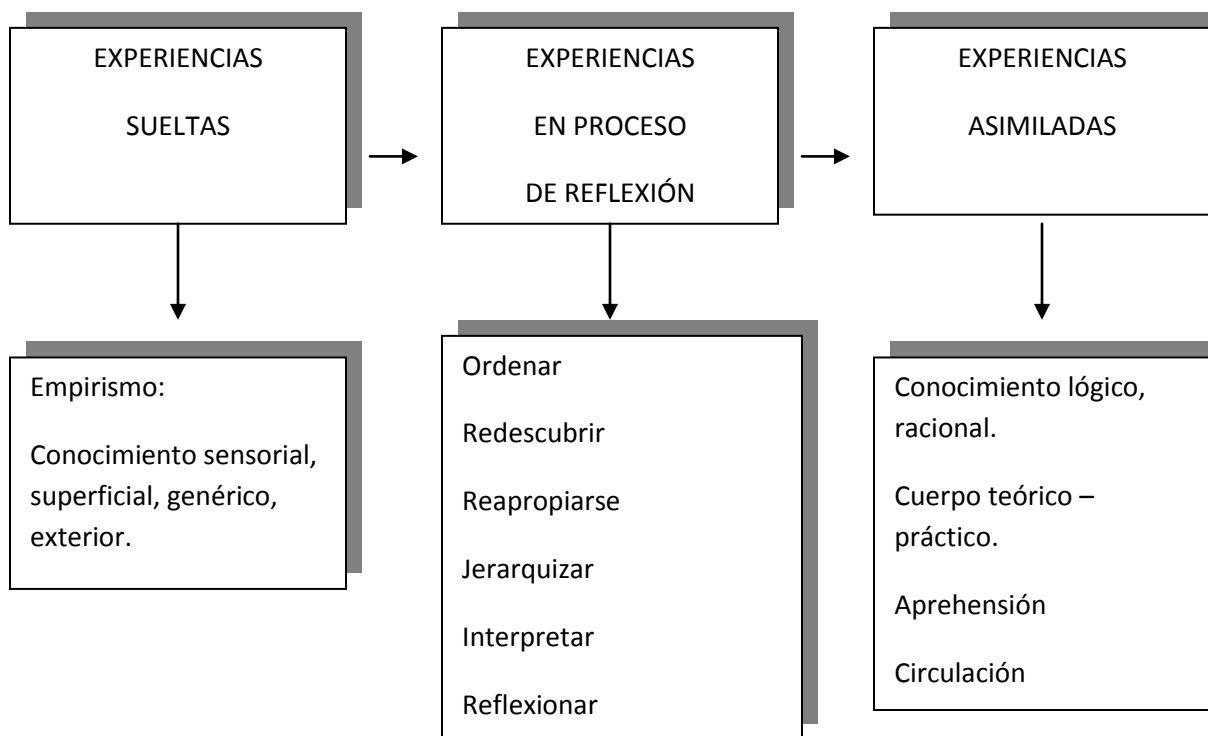 EXPERIENCIAS
SUELTAS
EXPERIENCIAS
EN PROCESO
DE REFLEXIÓN
EXPERIENCIAS
ASIMILADAS
Empirismo:
Conocimiento sensorial,
superficial, genérico,
exterior.
Ordenar
Redescubrir
Reapropiarse
Jerarquizar
Interpretar
Reflexionar
Conocimiento lógico,
racional.
Cuerpo teórico –
práctico.
Aprehensión
Circulación